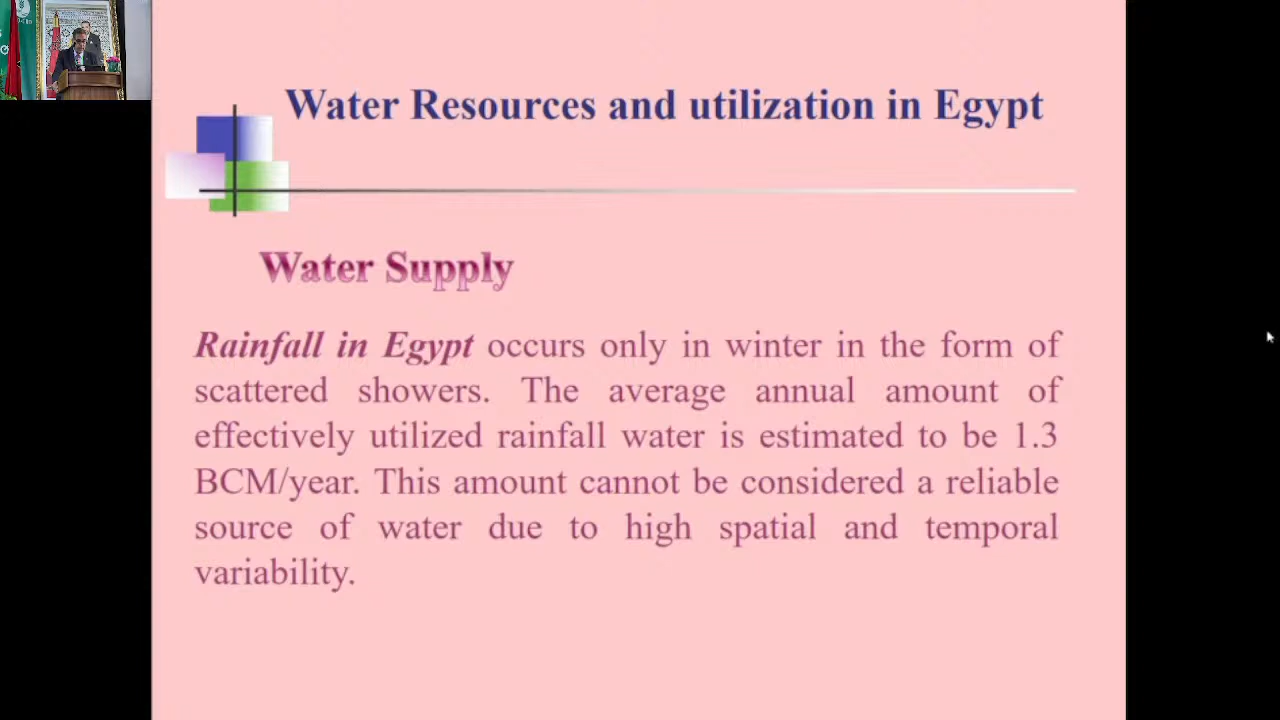 Water Resources and utilization in Egypt
Water Supply
Rainfall in Egypt occurs only in winter in the form of
scattered showers. The average annual amount of
effectively utilized rainfall water is estimated to be 1.3
BCM/year. This amount cannot be considered a reliable
source of water due to high spatial and temporal
variability.